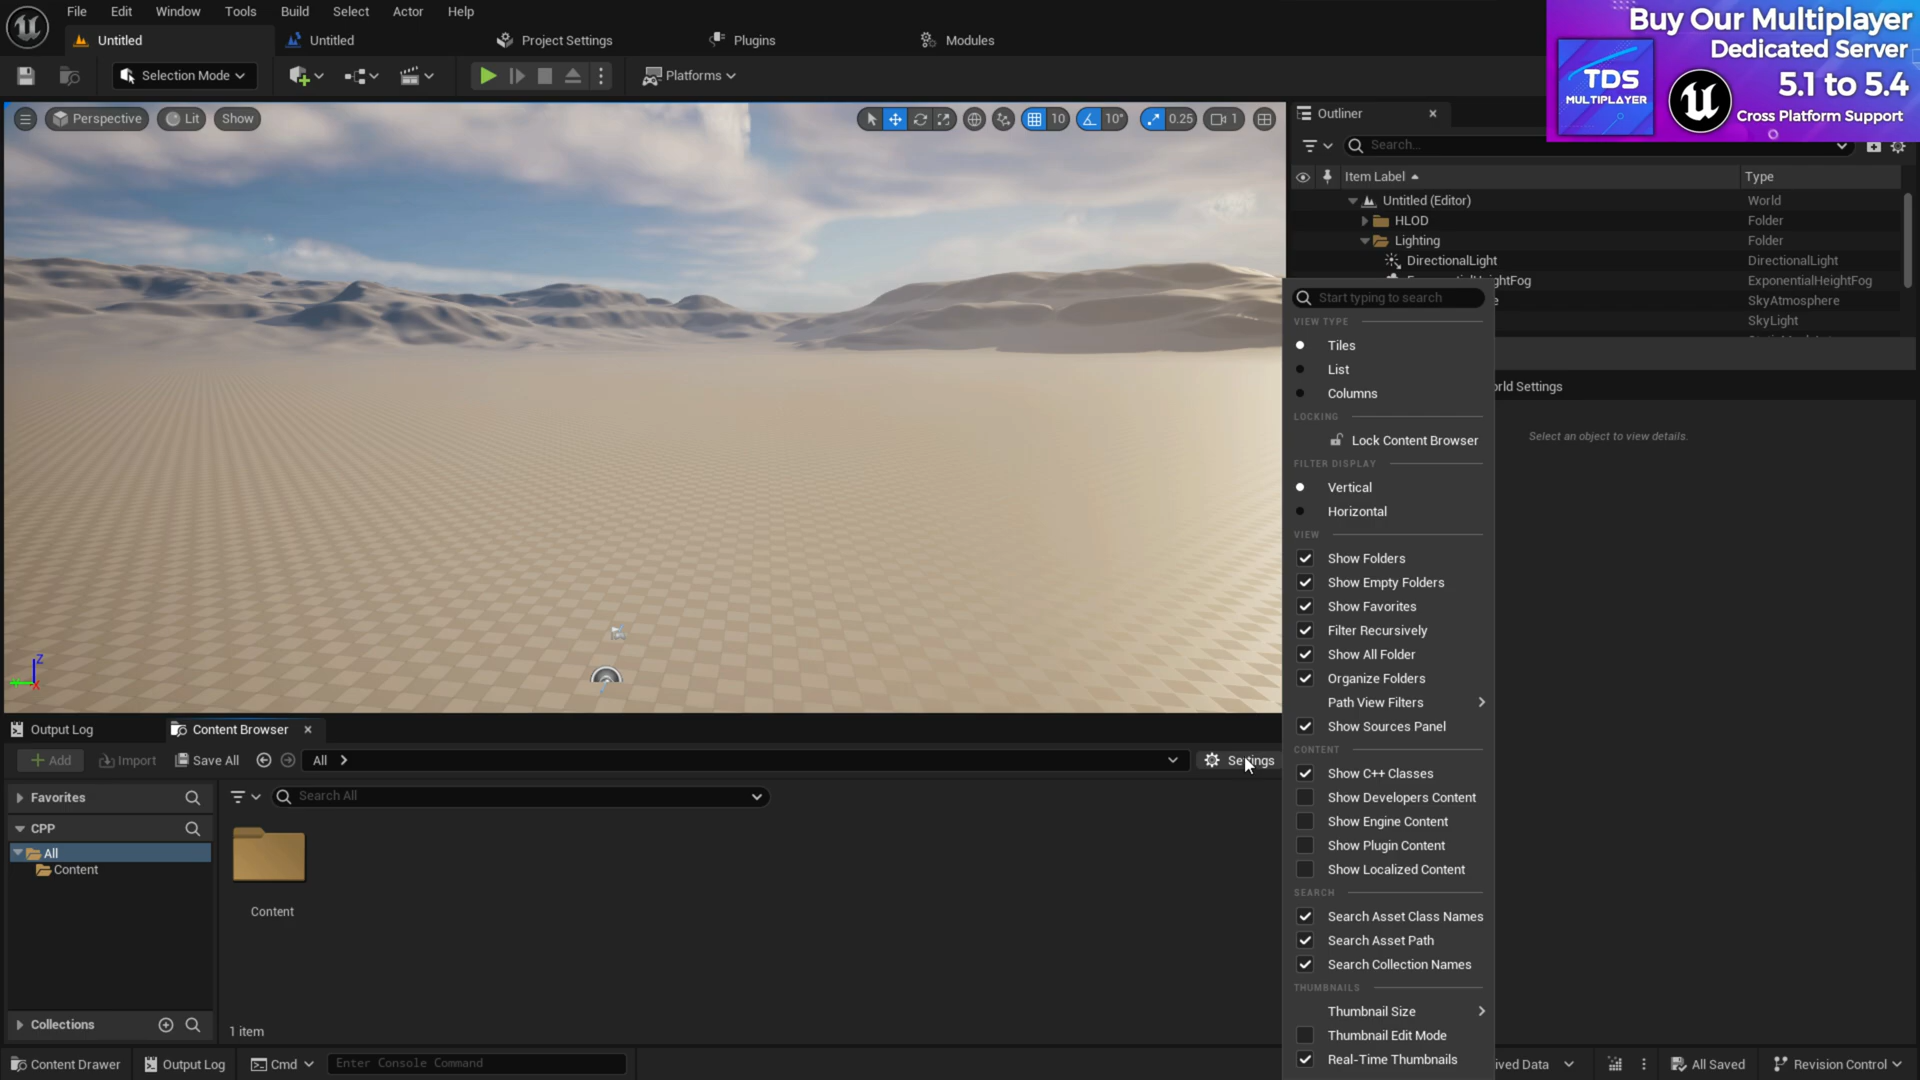 File Edit Window Tools Build Select Actor Help
Untitled Untitled Project Settings Plugins Modules
Selection Mode Platforms
Buy Our Multiplayer
Dedicated Server
5.1 to 5.4
Cross Platform Support
TDS
MULTIPLAYER
Perspective Lit Show 10 10° 0.25 1
Outliner
Search...
Item Label Type
Untitled (Editor) World
HLOD Folder
Lighting Folder
DirectionalLight DirectionalLight
htFog ExponentialHeightFog
e SkyAtmosphere
SkyLight
rld Settings
Select an object to view details.
Start typing to search
VIEW TYPE
Tiles
List
Columns
LOCKING
Lock Content Browser
FILTER DISPLAY
Vertical
Horizontal
VIEW
Show Folders
Show Empty Folders
Show Favorites
Filter Recursively
Show All Folder
Organize Folders
Path View Filters
Show Sources Panel
CONTENT
Show C++ Classes
Show Developers Content
Show Engine Content
Show Plugin Content
Show Localized Content
SEARCH
Search Asset Class Names
Search Asset Path
Search Collection Names
THUMBNAILS
Thumbnail Size
Thumbnail Edit Mode
Real-Time Thumbnails
Z
X
Output Log Content Browser
Add Import Save All All Settings
Favorites Search All
CPP
All
Content
Content
Collections
1 item
Content Drawer Output Log Cmd Enter Console Command ived Data All Saved Revision Control